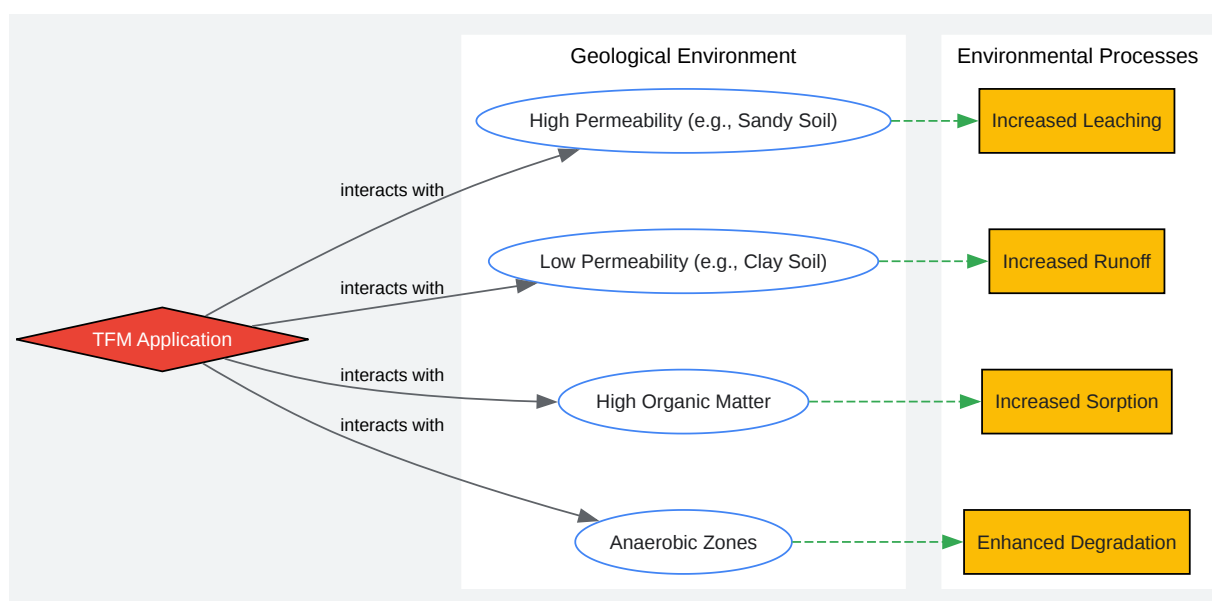 Geological Environment
Environmental Processes
High Permeability (e.g., Sandy Soil)
Increased Leaching
interacts with
Low Permeability (e.g., Clay Soil)
Increased Runoff
interacts with
TFM Application
interacts with
High Organic Matter
Increased Sorption
interacts with
Anaerobic Zones
Enhanced Degradation